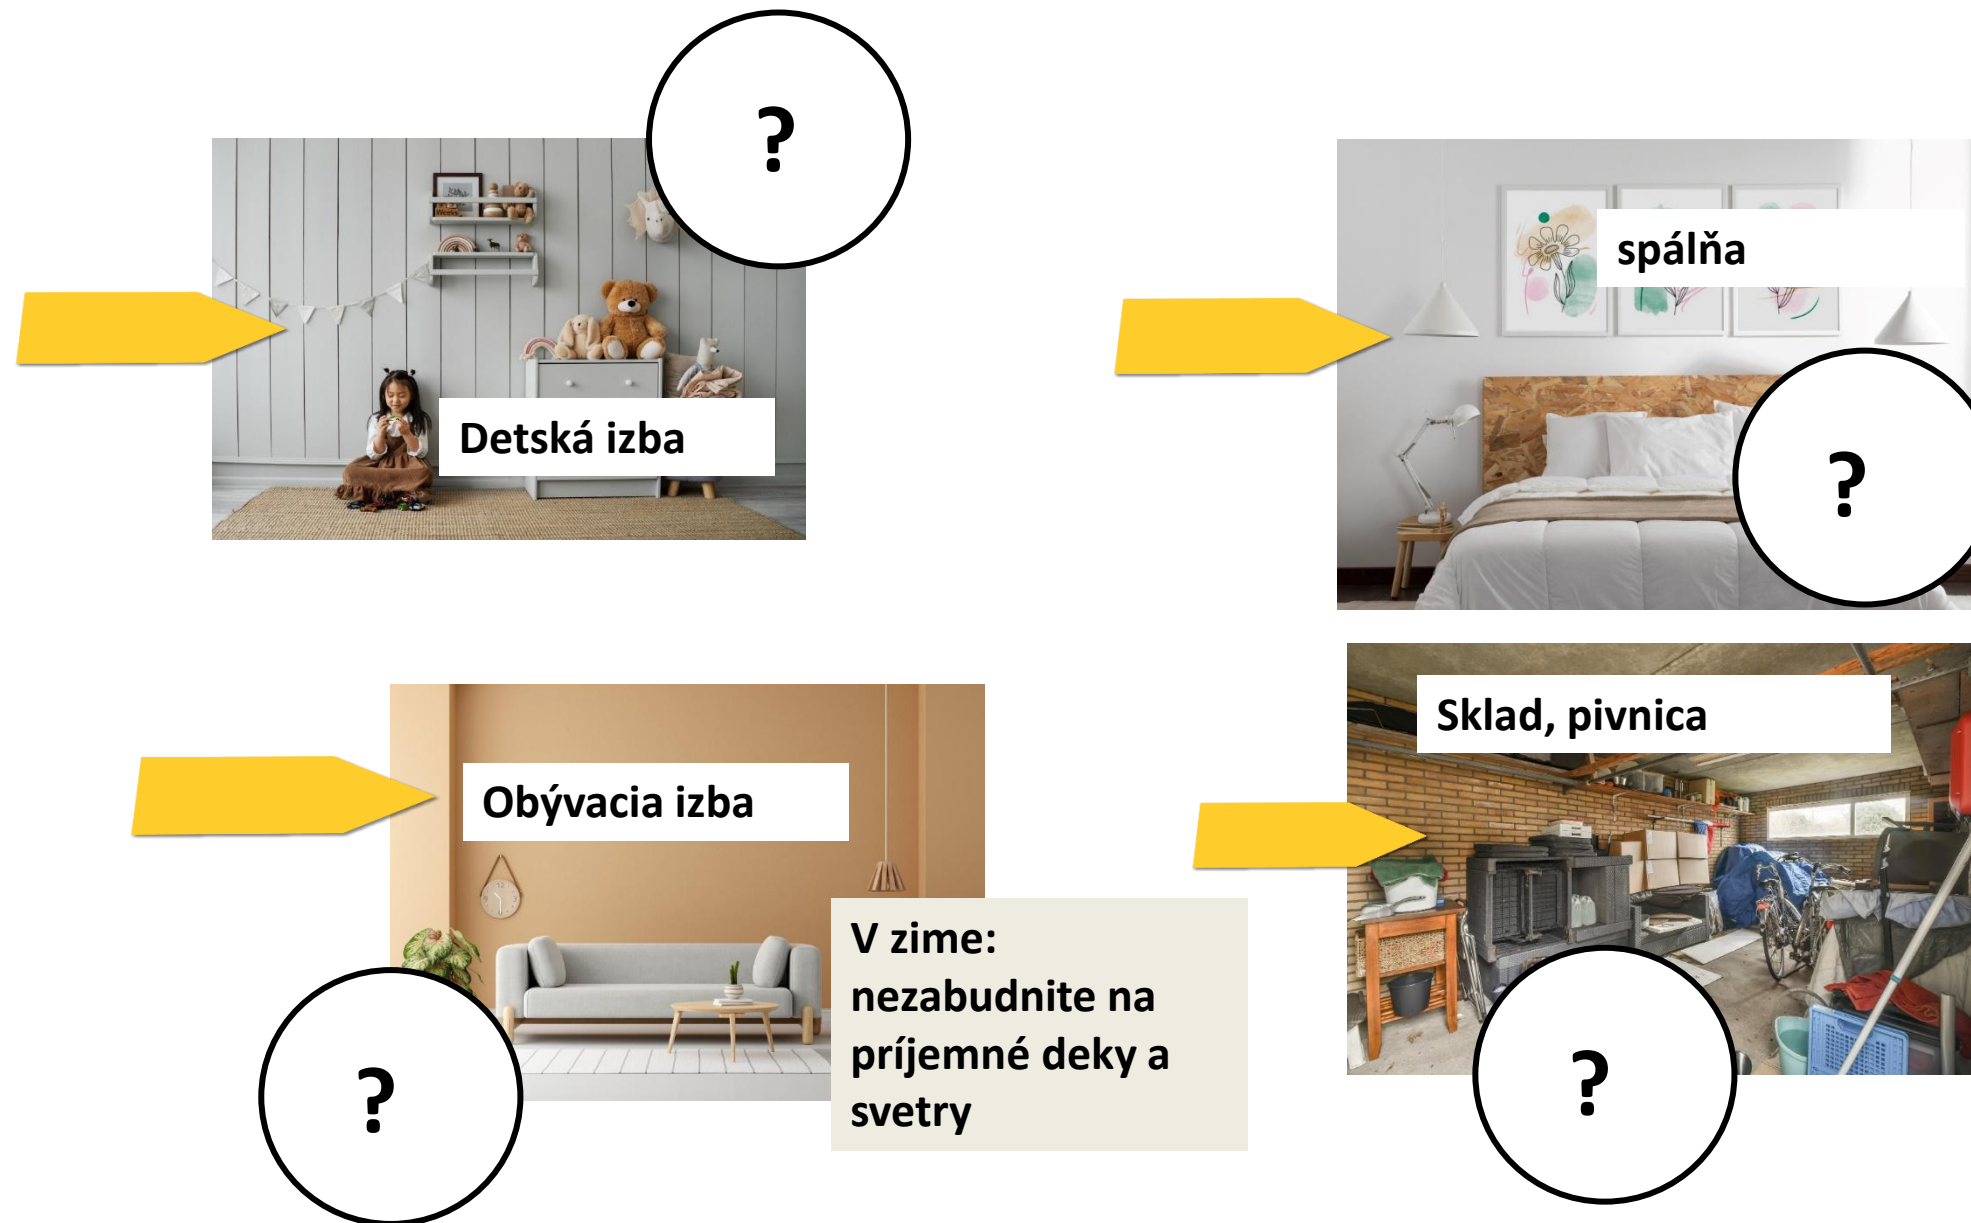 ?
Detská izba
spálňa
?
Obývacia izba
?
V zime:
nezabudnite na
príjemné deky a
svetry
Sklad, pivnica
?